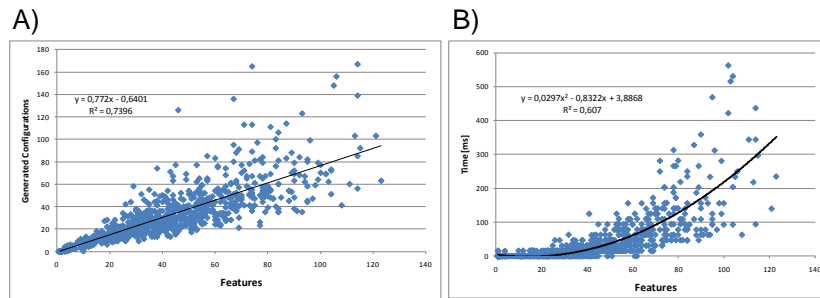 A)
B)
180
160
140
120
100
80
60
40
20
0
Generated Configurations
y = 0,772x - 0,6401
R² = 0,7396
0 20 40 60 80 100 120 140
Features
600
500
400
300
200
100
0
Time [ms]
y = 0,0297x² - 0,8322x + 3,8868
R² = 0,607
0 20 40 60 80 100 120 140
Features